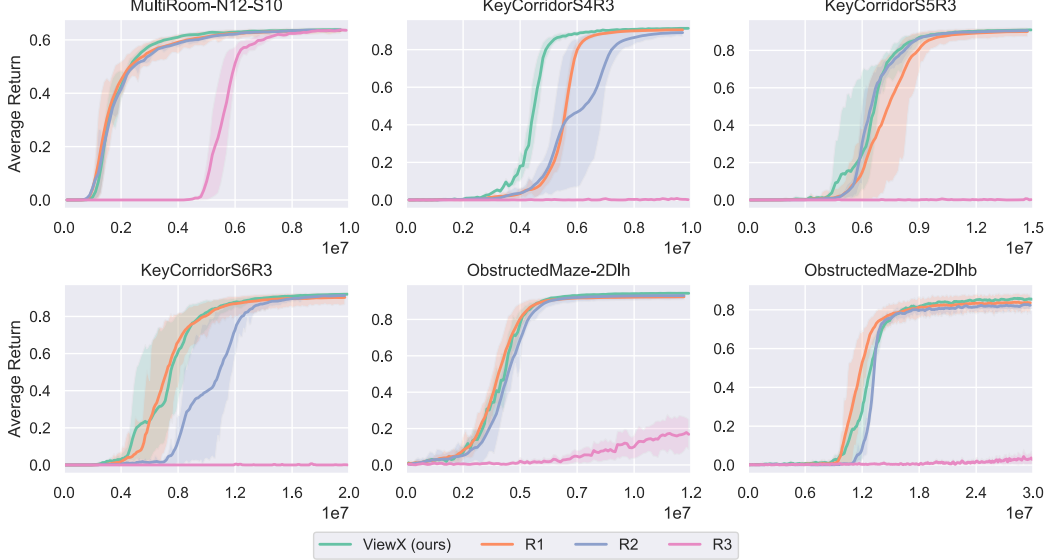 MultiRoom-N12-S10
KeyCorridorS4R3
KeyCorridorS5R3
Average Return
0.6
0.4
0.2
0.0
0.8
0.6
0.4
0.2
0.0
0.8
0.6
0.4
0.2
0.0
0.0 0.2 0.4 0.6 0.8 1.0
1e7
0.0 0.2 0.4 0.6 0.8 1.0
1e7
0.0 0.3 0.6 0.9 1.2 1.5
1e7
KeyCorridorS6R3
ObstructedMaze-2Dlh
ObstructedMaze-2Dlhb
Average Return
0.8
0.6
0.4
0.2
0.0
0.8
0.6
0.4
0.2
0.0
0.8
0.6
0.4
0.2
0.0
0.0 0.4 0.8 1.2 1.6 2.0
1e7
0.0 0.2 0.5 0.7 1.0 1.2
1e7
0.0 0.6 1.2 1.8 2.4 3.0
1e7
ViewX (ours) R1 R2 R3